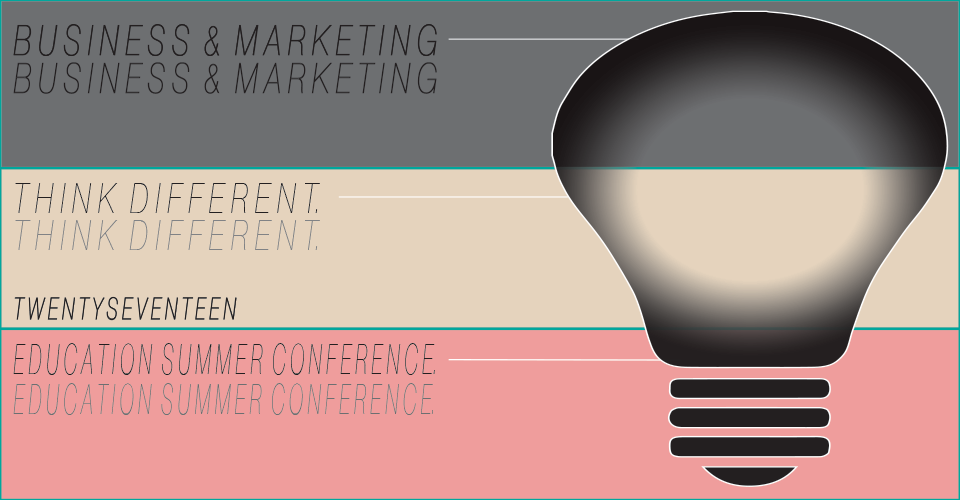 BUSINESS & MARKETING
BUSINESS & MARKETING
THINK DIFFERENT.
THINK DIFFERENT.
TWENTYSEVENTEEN
EDUCATION SUMMER CONFERENCE.
EDUCATION SUMMER CONFERENCE.